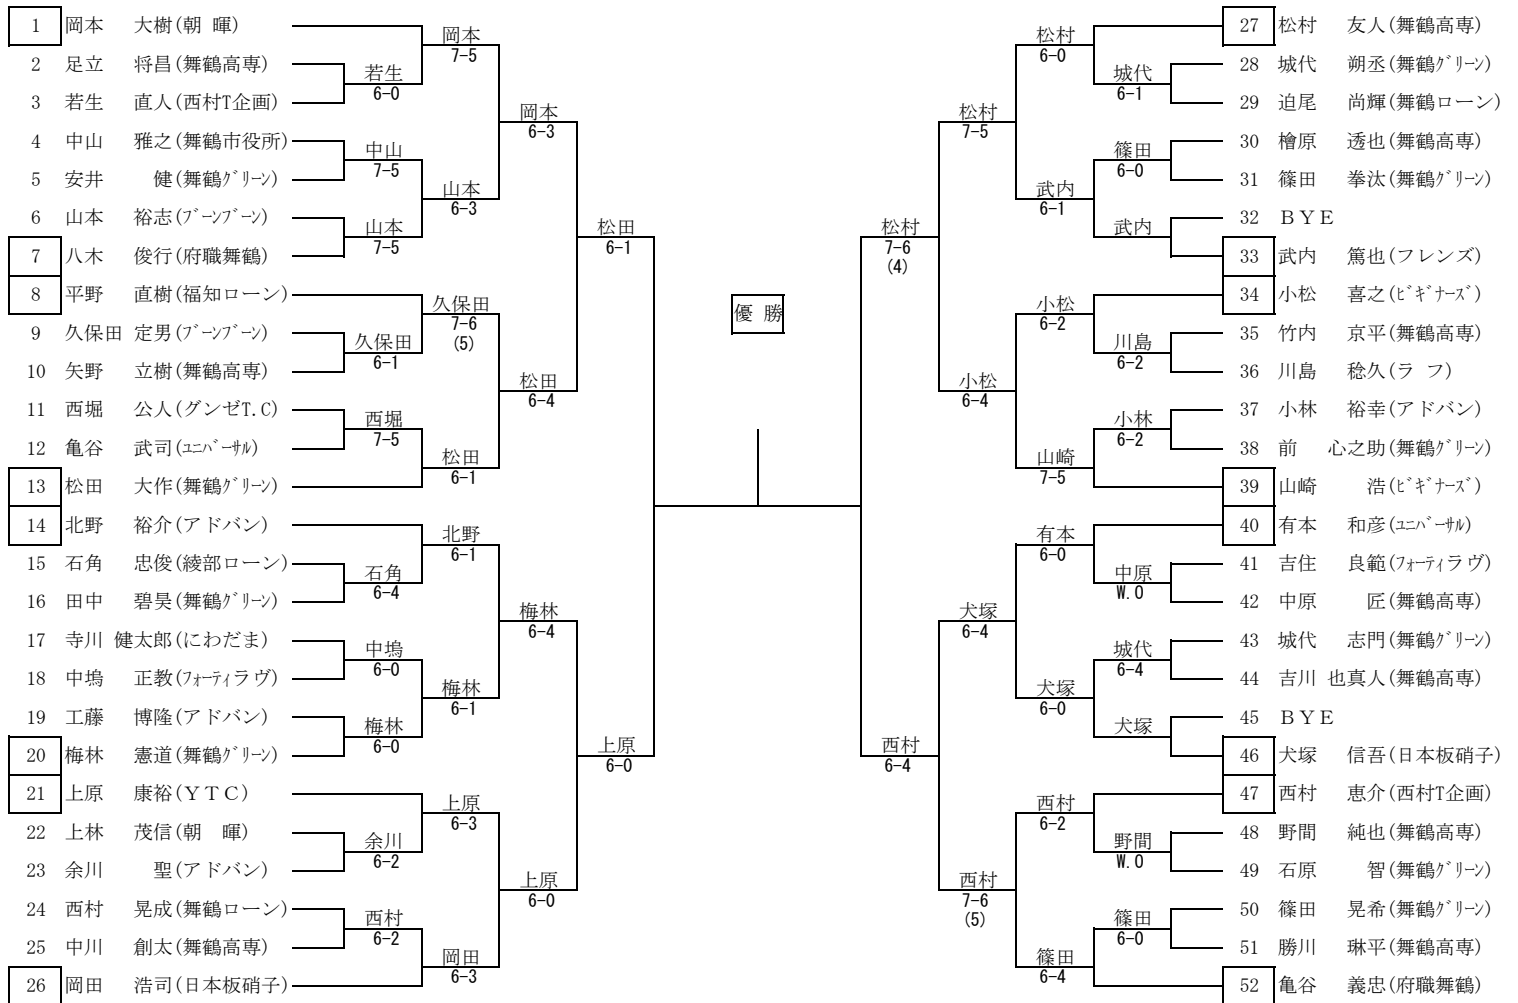 1 岡本 大樹(朝 暉)
2 足立 将昌(舞鶴高専)
3 若生 直人(西村T企画)
4 中山 雅之(舞鶴市役所)
5 安井 健(舞鶴グリーン)
6 山本 裕志(ブーンブーン)
7 八木 俊行(府職舞鶴)
8 平野 直樹(福知ローン)
9 久保田 定男(ブーンブーン)
10 矢野 立樹(舞鶴高専)
11 西堀 公人(グンゼT.C)
12 亀谷 武司(ユニバーサル)
13 松田 大作(舞鶴グリーン)
14 北野 裕介(アドバン)
15 石角 忠俊(綾部ローン)
16 田中 碧昊(舞鶴グリーン)
17 寺川 健太郎(にわだま)
18 中塢 正教(フォーティラヴ)
19 工藤 博隆(アドバン)
20 梅林 憲道(舞鶴グリーン)
21 上原 康裕(YTC)
22 上林 茂信(朝 暉)
23 余川 聖(アドバン)
24 西村 晃成(舞鶴ローン)
25 中川 創太(舞鶴高専)
26 岡田 浩司(日本板硝子)
若生
6-0
中山
7-5
山本
7-5
久保田
6-1
西堀
7-5
石角
6-4
中塢
6-0
梅林
6-0
余川
6-2
西村
6-2
岡本
7-5
山本
6-3
久保田
7-6
(5)
松田
6-1
北野
6-1
梅林
6-1
上原
6-3
岡田
6-3
岡本
6-3
松田
6-4
梅林
6-4
上原
6-0
松田
6-1
上原
6-0
優 勝
松村
7-6
(4)
西村
6-4
松村
7-5
小松
6-4
犬塚
6-4
西村
7-6
(5)
松村
6-0
武内
6-1
小松
6-2
山崎
7-5
有本
6-0
犬塚
6-0
西村
6-2
篠田
6-4
城代
6-1
篠田
6-0
武内
川島
6-2
小林
6-2
中原
W.O
城代
6-4
犬塚
野間
W.O
篠田
6-0
27 松村 友人(舞鶴高専)
28 城代 朔丞(舞鶴グリーン)
29 迫尾 尚輝(舞鶴ローン)
30 檜原 透也(舞鶴高専)
31 篠田 拳汰(舞鶴グリーン)
32 BYE
33 武内 篤也(フレンズ)
34 小松 喜之(ビギナーズ)
35 竹内 京平(舞鶴高専)
36 川島 稔久(ラ フ)
37 小林 裕幸(アドバン)
38 前 心之助(舞鶴グリーン)
39 山崎 浩(ビギナーズ)
40 有本 和彦(ユニバーサル)
41 吉住 良範(フォーティラヴ)
42 中原 匠(舞鶴高専)
43 城代 志門(舞鶴グリーン)
44 吉川 也真人(舞鶴高専)
45 BYE
46 犬塚 信吾(日本板硝子)
47 西村 恵介(西村T企画)
48 野間 純也(舞鶴高専)
49 石原 智(舞鶴グリーン)
50 篠田 晃希(舞鶴グリーン)
51 勝川 琳平(舞鶴高専)
52 亀谷 義忠(府職舞鶴)